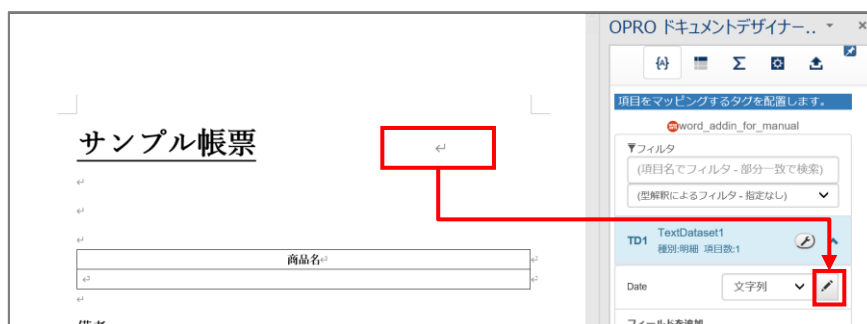 OPRO ドキュメントデザイナー..
項目をマッピングするタグを配置します。
word_addin_for_manual
フィルタ
(項目名でフィルタ - 部分一致で検索)
(型解釈によるフィルタ - 指定なし)
TD1 TextDataset1
種別:明細 項目数:1
Date 文字列
フィールドを追加
サンプル帳票
商品名